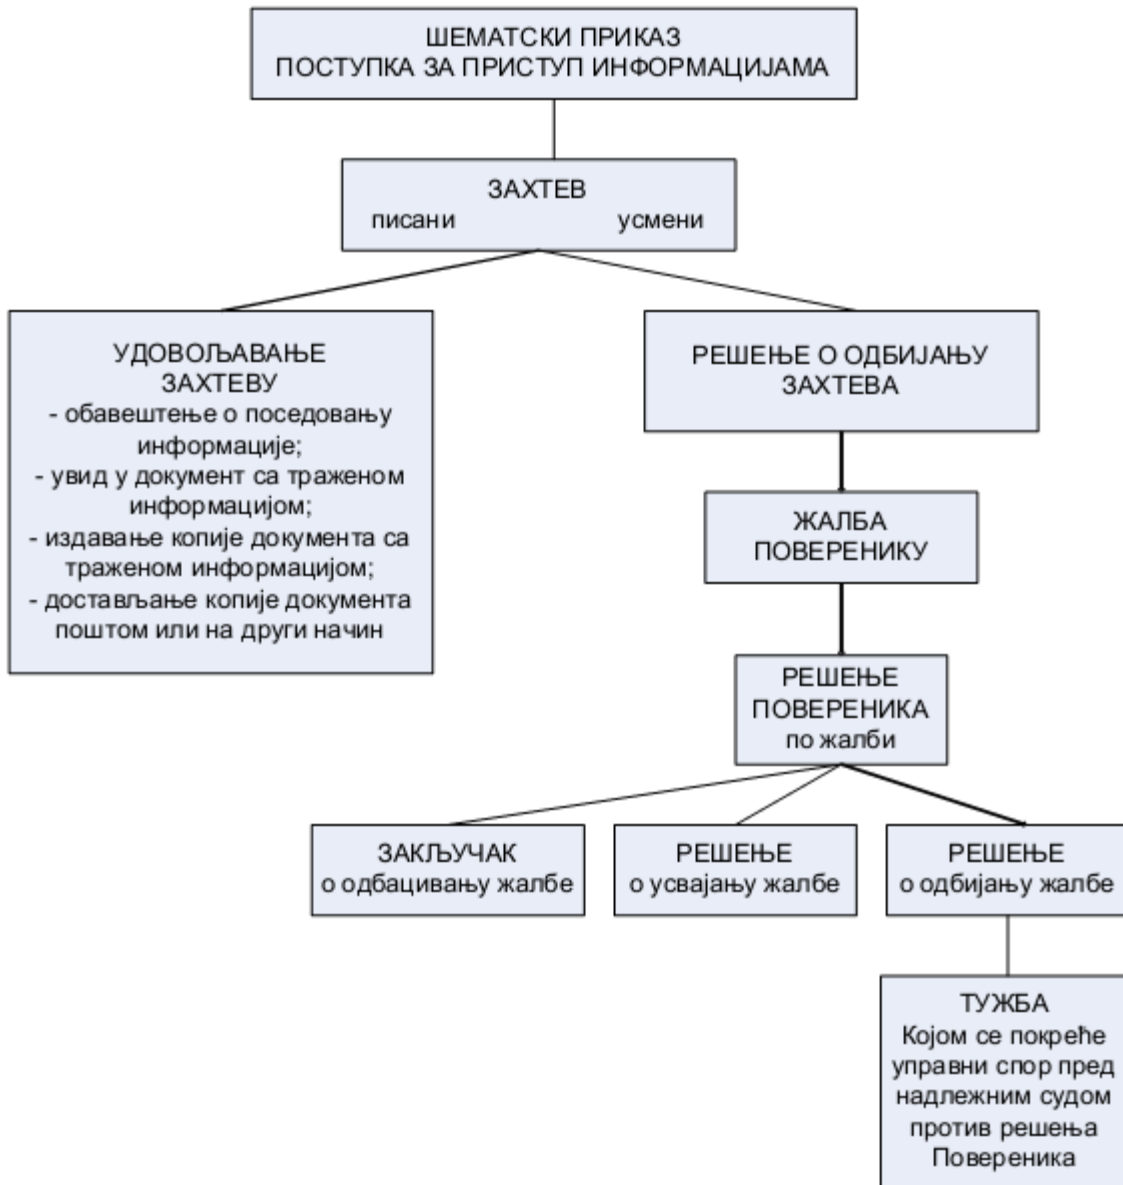 ШЕМАТСКИ ПРИКАЗ
ПОСТУПКА ЗА ПРИСТУП ИНФОРМАЦИЈАМА
ЗАХТЕВ
писани усмени
УДОВОЉАВАЊЕ
ЗАХТЕВУ
- обавештење о поседовању
информације;
- увид у документ са траженом
информацијом;
- издавање копије документа са
траженом информацијом;
- достављање копије документа
поштом или на други начин
РЕШЕЊЕ О ОДБИЈАЊУ
ЗАХТЕВА
ЖАЛБА
ПОВЕРЕНИКУ
РЕШЕЊЕ
ПОВЕРЕНИКА
по жалби
ЗАКЉУЧАК
о одбацивању жалбе
РЕШЕЊЕ
о усвајању жалбе
РЕШЕЊЕ
о одбијању жалбе
ТУЖБА
Којом се покреће
управни спор пред
надлежним судом
против решења
Повереника